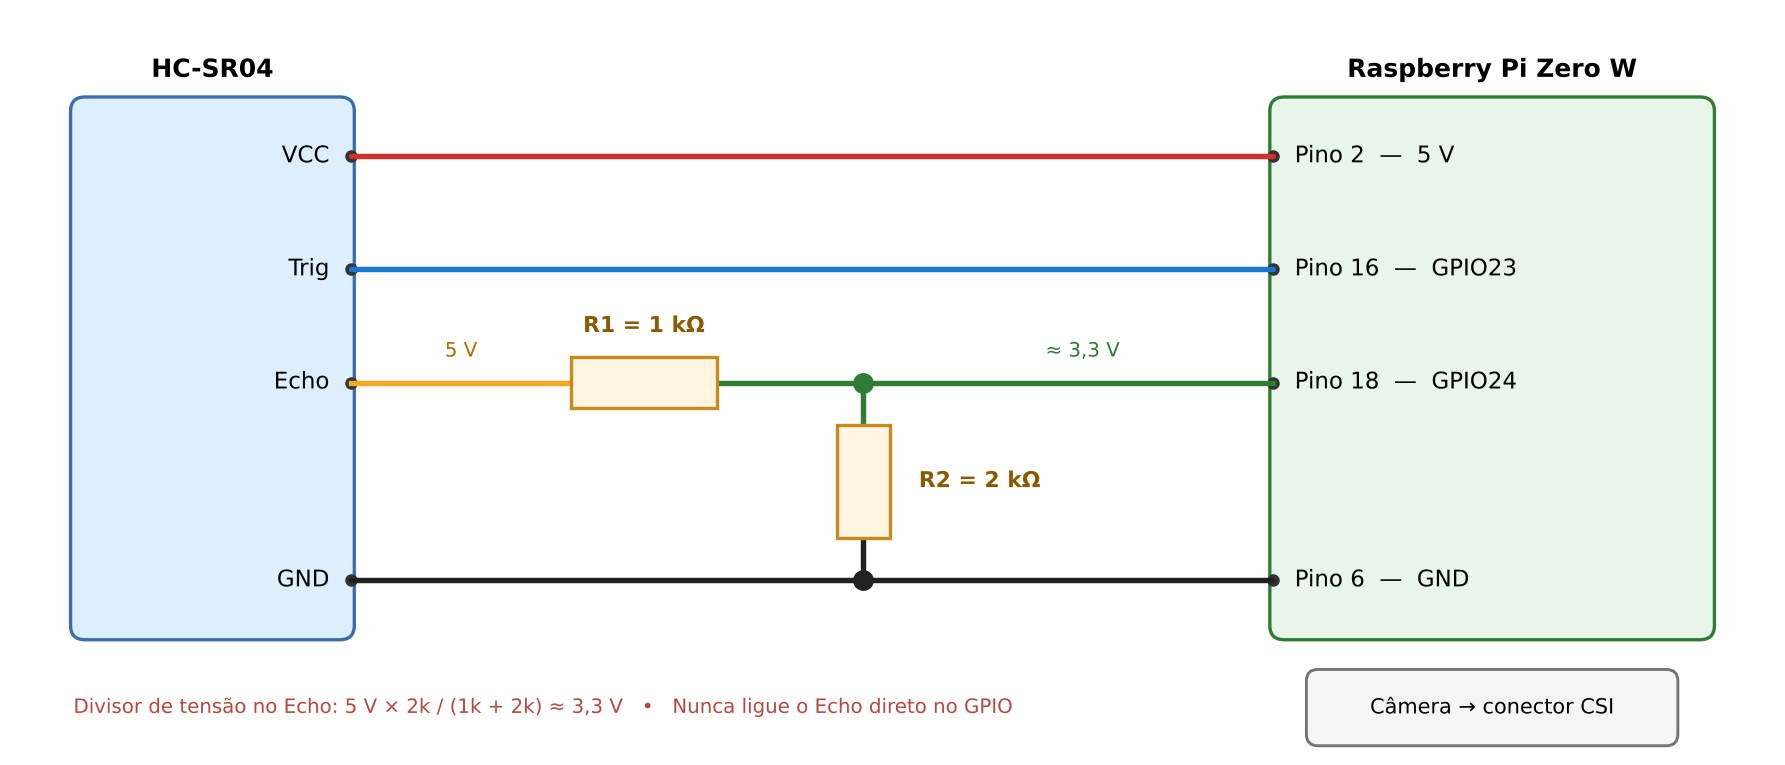 HC-SR04
Raspberry Pi Zero W
VCC
Pino 2 — 5 V
Trig
Pino 16 — GPIO23
R1 = 1 kΩ
5 V
≈ 3,3 V
Echo
Pino 18 — GPIO24
R2 = 2 kΩ
GND
Pino 6 — GND
Divisor de tensão no Echo: 5 V × 2k / (1k + 2k) ≈ 3,3 V • Nunca ligue o Echo direto no GPIO
Câmera → conector CSI